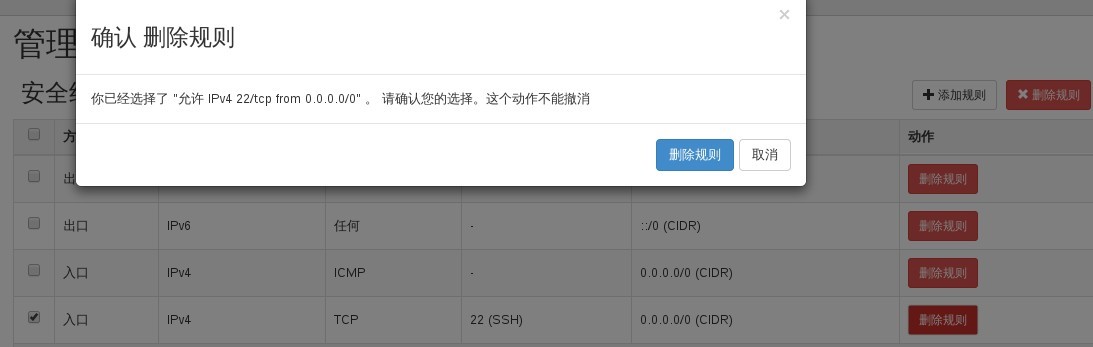 ×
确认 删除规则
管理
安全组
你已经选择了 "允许 IPv4 22/tcp from 0.0.0.0/0" 。 请确认您的选择。这个动作不能撤消
添加规则 删除规则
删除规则 取消
动作
删除规则
出口 IPv6 任何 - ::/0 (CIDR) 删除规则
入口 IPv4 ICMP - 0.0.0.0/0 (CIDR) 删除规则
入口 IPv4 TCP 22 (SSH) 0.0.0.0/0 (CIDR) 删除规则